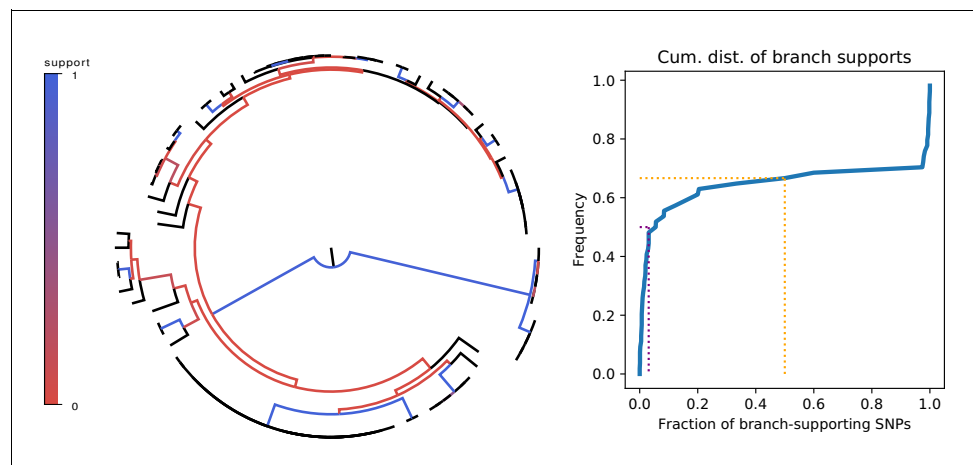 support
1
0
Cum. dist. of branch supports
Frequency
1.0
0.8
0.6
0.4
0.2
0.0
0.0 0.2 0.4 0.6 0.8 1.0
Fraction of branch-supporting SNPs